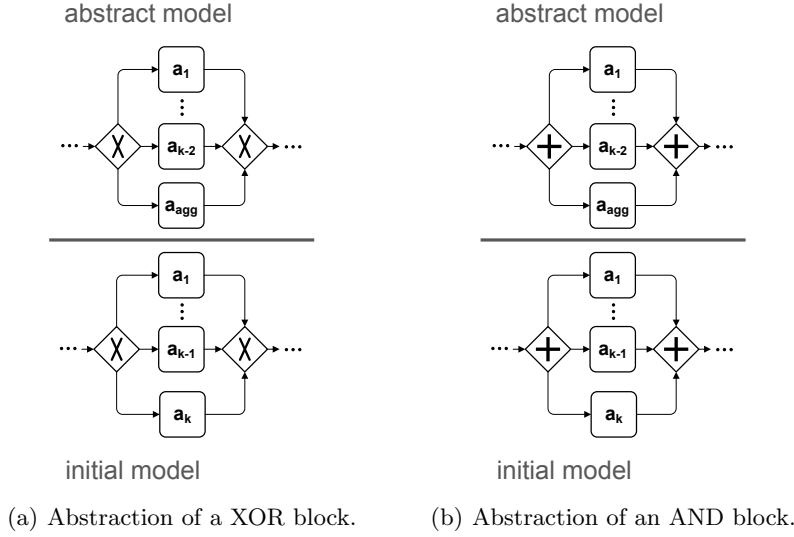 abstract model
a1
⋮
... X ak-2 X ...
aagg
a1
⋮
... X ak-1 X ...
ak
initial model
(a) Abstraction of a XOR block.
abstract model
a1
⋮
... + ak-2 + ...
aagg
a1
⋮
... + ak-1 + ...
ak
initial model
(b) Abstraction of an AND block.